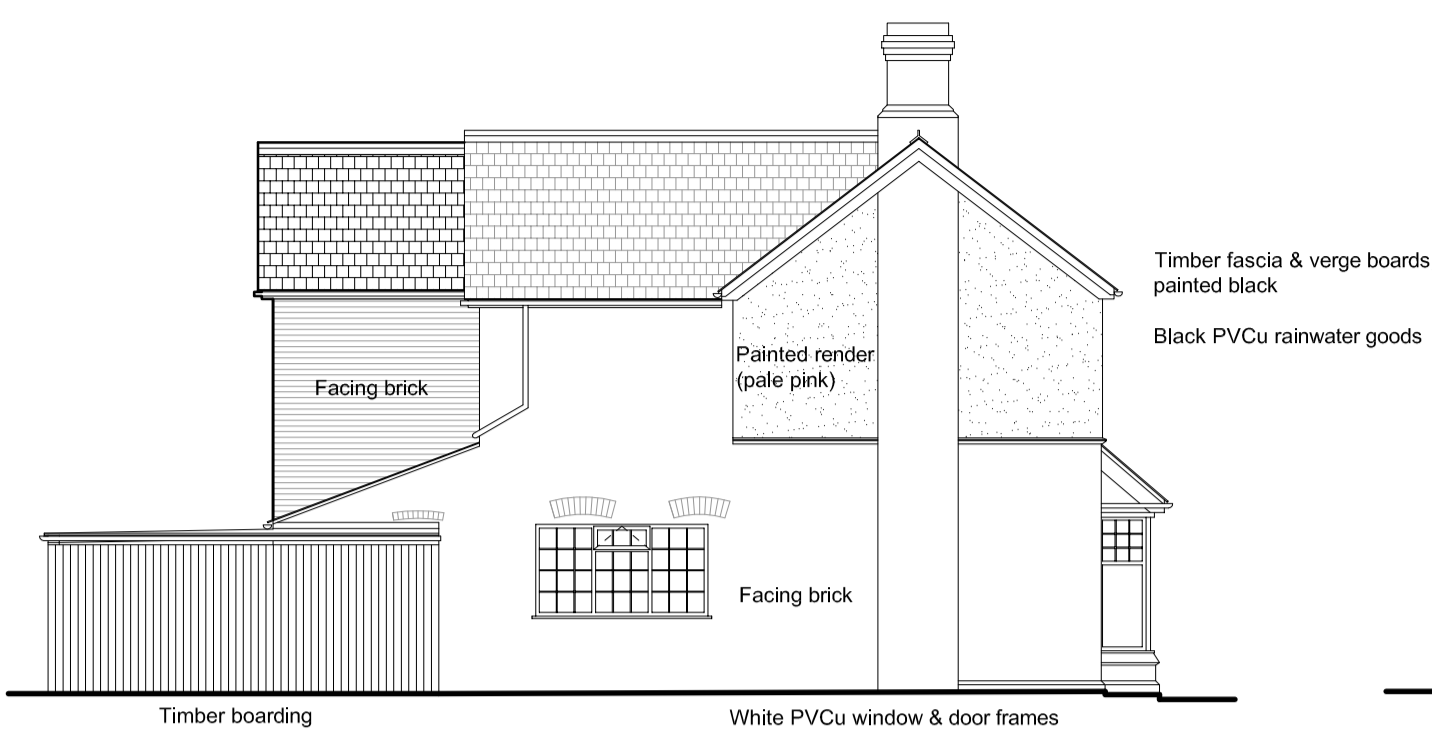 Timber fascia & verge boards
painted black
Black PVCu rainwater goods
Painted render
(pale pink)
Facing brick
Facing brick
Timber boarding
White PVCu window & door frames